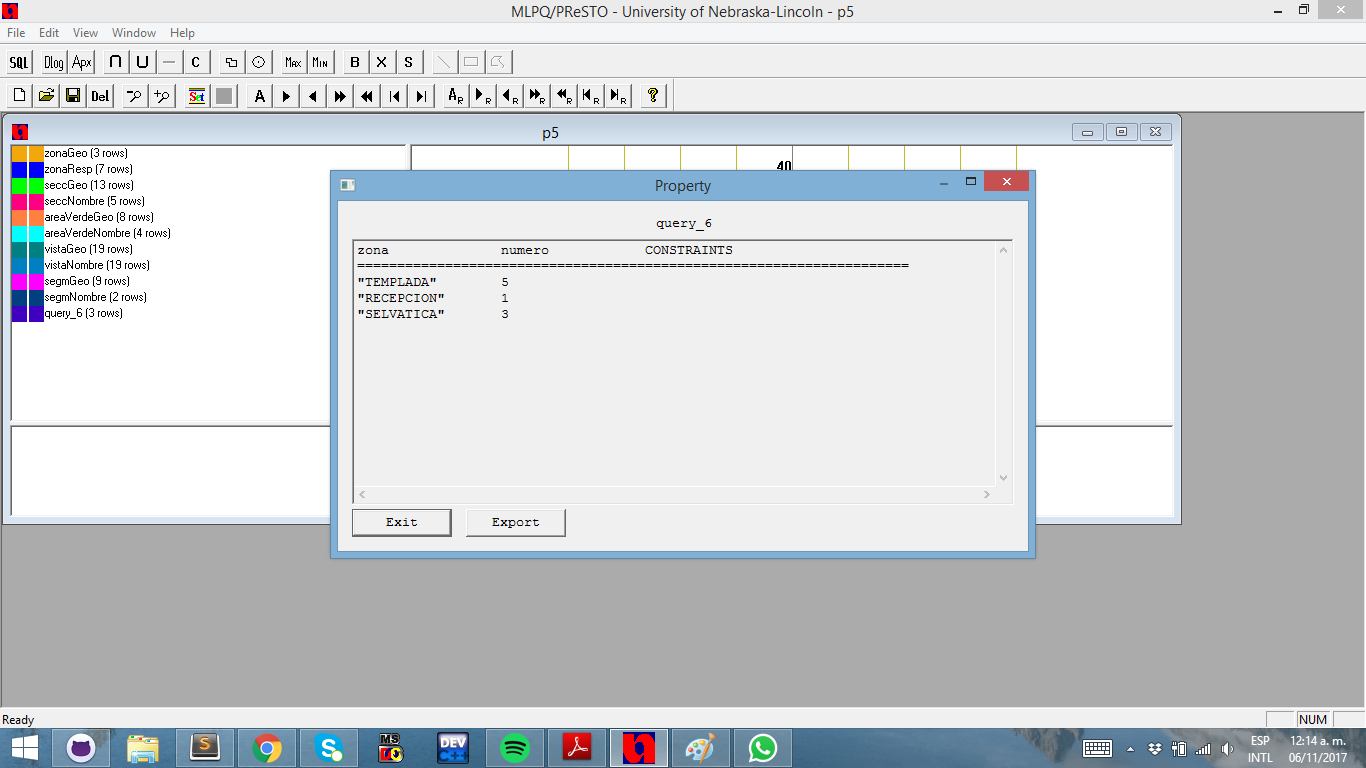 MLPQ/PReSTO - University of Nebraska-Lincoln - p5
File Edit View Window Help
SQL Dlog Apx C Max Min B X S
Del Set A A R R R R R R R ?
p5
zonaGeo (3 rows)
zonaResp (7 rows)
seccGeo (13 rows)
seccNombre (5 rows)
areaVerdeGeo (8 rows)
areaVerdeNombre (4 rows)
vistaGeo (19 rows)
vistaNombre (19 rows)
segmGeo (9 rows)
segmNombre (2 rows)
query_6 (3 rows)
40
Property
query_6
zona numero CONSTRAINTS
=====================================================================
"TEMPLADA" 5
"RECEPCION" 1
"SELVATICA" 3
Exit Export
Ready NUM
S S MS DEV C++
ESP 12:14 a. m.
INTL 06/11/2017